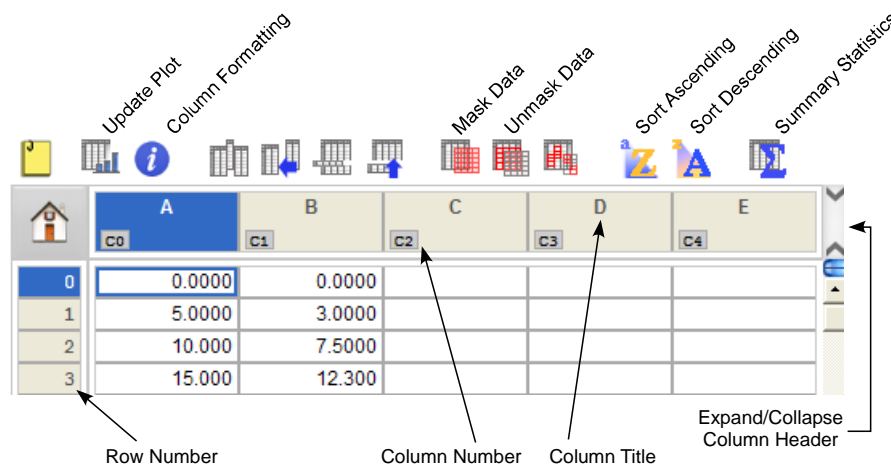 Update Plot
Column Formatting
Mask Data
Unmask Data
Sort Ascending
Sort Descending
Summary Statistics
i
a
Z
z
A
Σ
A B C D E
C0 C1 C2 C3 C4
0 0.0000 0.0000
1 5.0000 3.0000
2 10.000 7.5000
3 15.000 12.300
Expand/Collapse
Column Header
Row Number
Column Number
Column Title